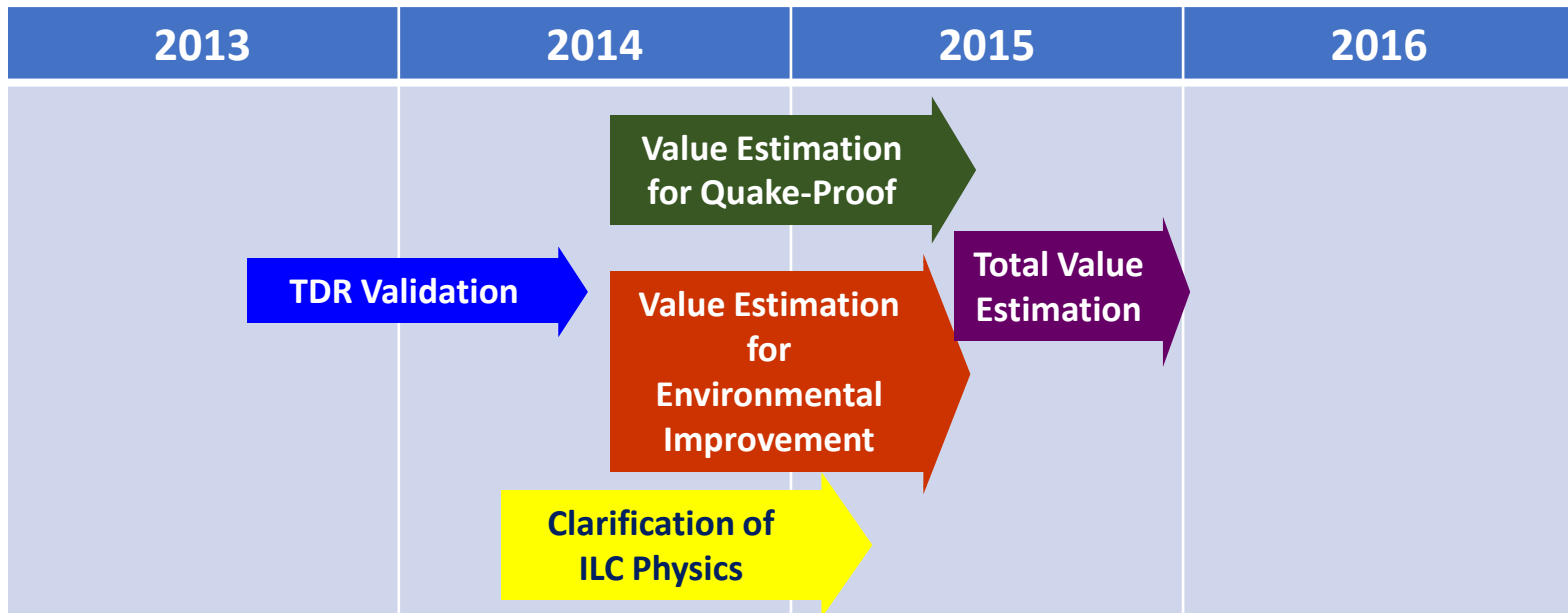 2013
2014
2015
2016
Value Estimation
for Quake-Proof
TDR Validation
Total Value
Estimation
Value Estimation
for
Environmental
Improvement
Clarification of
ILC Physics